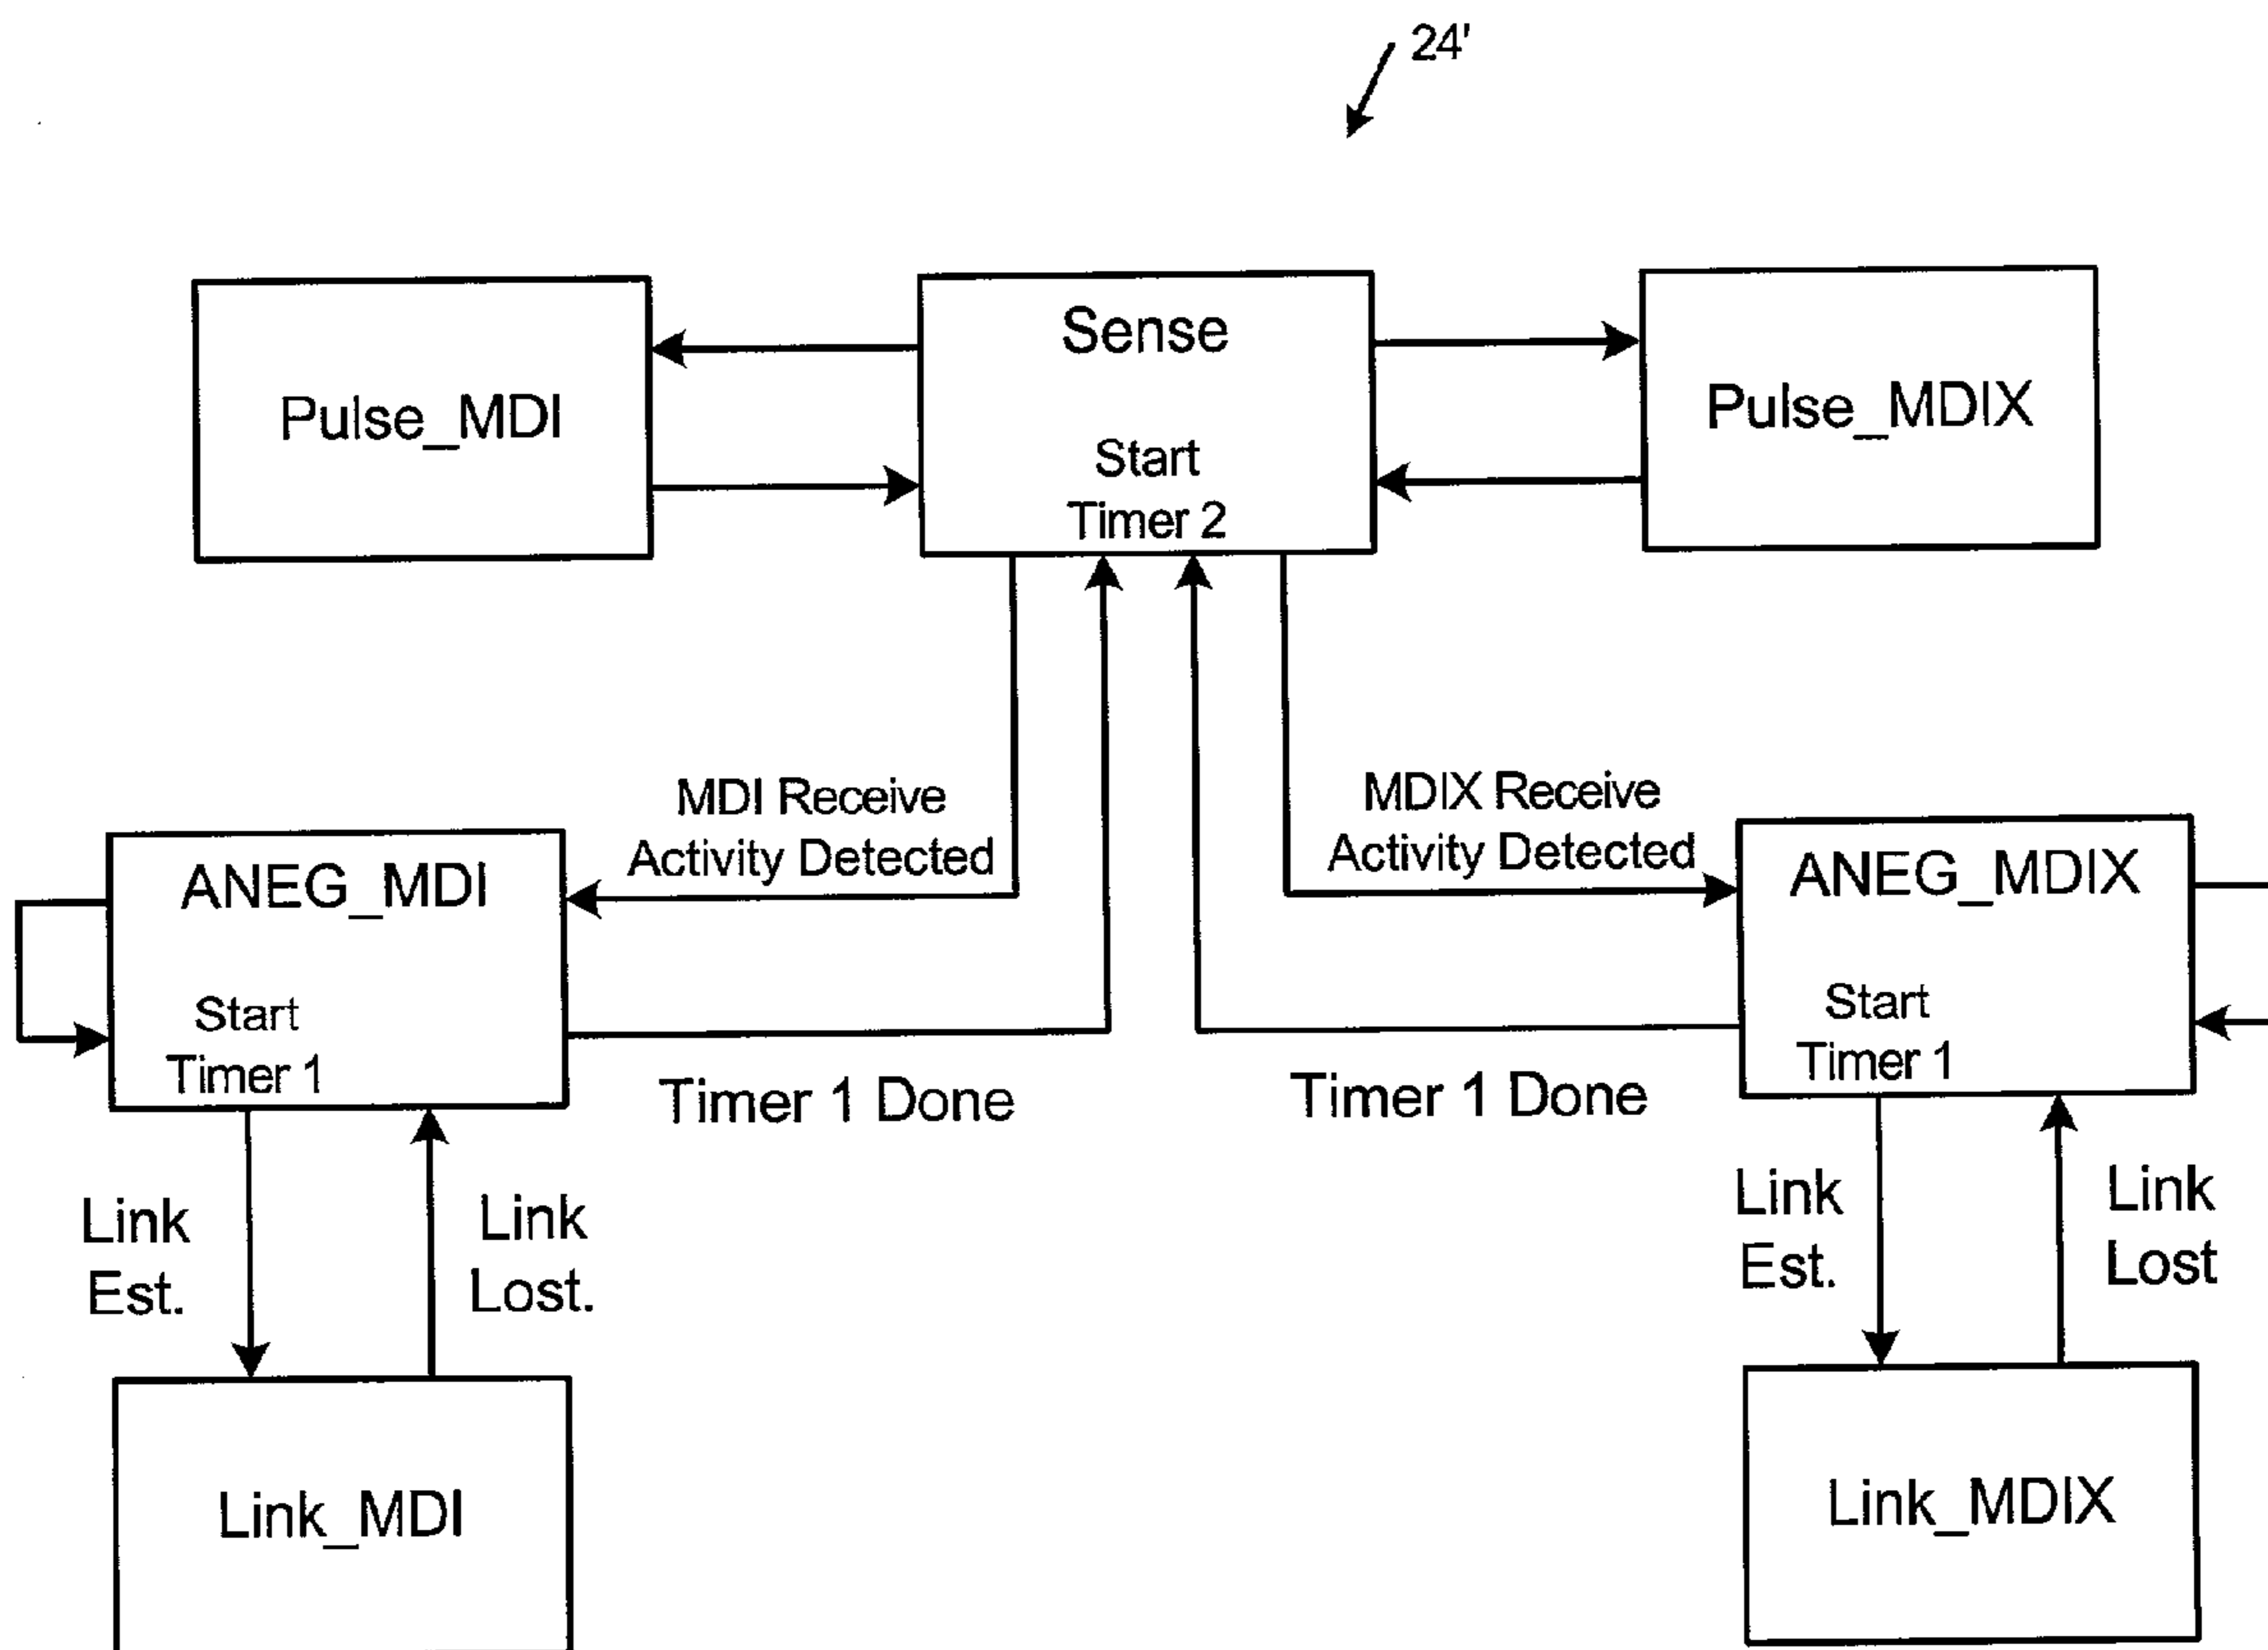 24'
Pulse_MDI
Sense
Start
Timer 2
Pulse_MDIX
MDI Receive
Activity Detected
MDIX Receive
Activity Detected
ANEG_MDI
Start
Timer 1
ANEG_MDIX
Start
Timer 1
Timer 1 Done
Timer 1 Done
Link
Est.
Link
Lost.
Link
Est.
Link
Lost
Link_MDI
Link_MDIX